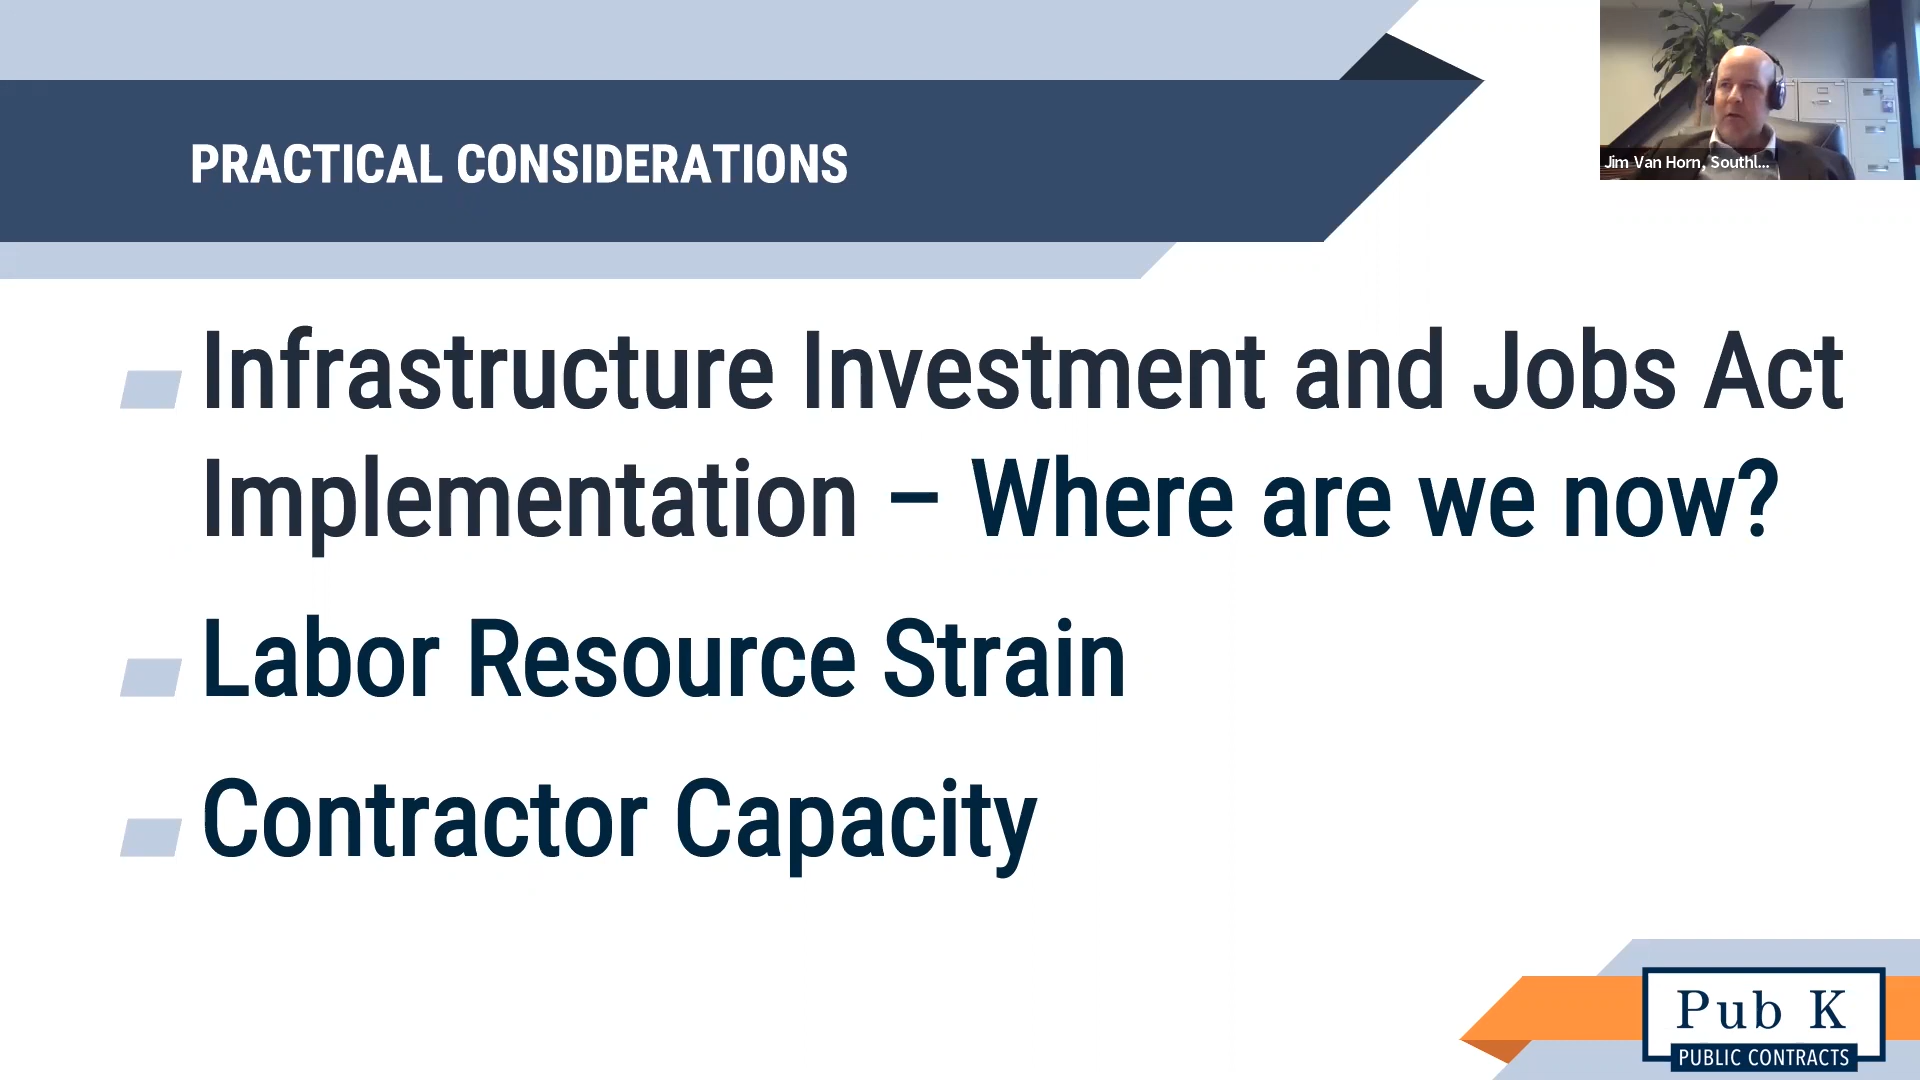 PRACTICAL CONSIDERATIONS
Jim Van Horn, Southl...
Infrastructure Investment and Jobs Act
Implementation – Where are we now?
Labor Resource Strain
Contractor Capacity
Pub K
PUBLIC CONTRACTS